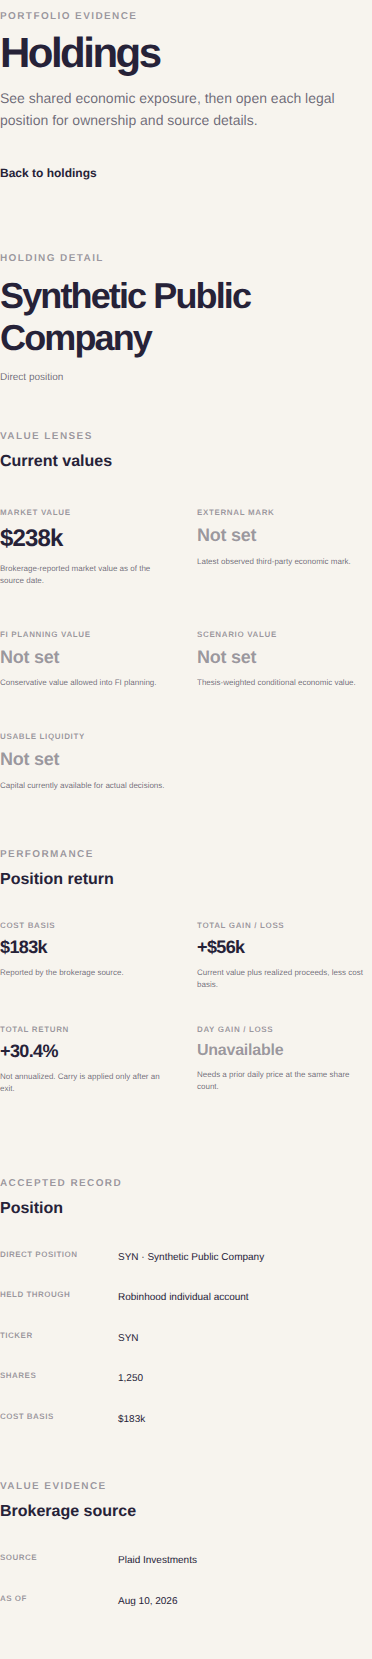 PORTFOLIO EVIDENCE
Holdings
See shared economic exposure, then open each legal
position for ownership and source details.
Back to holdings
HOLDING DETAIL
Synthetic Public
Company
Direct position
VALUE LENSES
Current values
MARKET VALUE
$238k
Brokerage-reported market value as of the
source date.
EXTERNAL MARK
Not set
Latest observed third-party economic mark.
FI PLANNING VALUE
Not set
Conservative value allowed into FI planning.
SCENARIO VALUE
Not set
Thesis-weighted conditional economic value.
USABLE LIQUIDITY
Not set
Capital currently available for actual decisions.
PERFORMANCE
Position return
COST BASIS
$183k
Reported by the brokerage source.
TOTAL GAIN / LOSS
+$56k
Current value plus realized proceeds, less cost
basis.
TOTAL RETURN
+30.4%
Not annualized. Carry is applied only after an
exit.
DAY GAIN / LOSS
Unavailable
Needs a prior daily price at the same share
count.
ACCEPTED RECORD
Position
DIRECT POSITION
SYN · Synthetic Public Company
HELD THROUGH
Robinhood individual account
TICKER
SYN
SHARES
1,250
COST BASIS
$183k
VALUE EVIDENCE
Brokerage source
SOURCE
Plaid Investments
AS OF
Aug 10, 2026